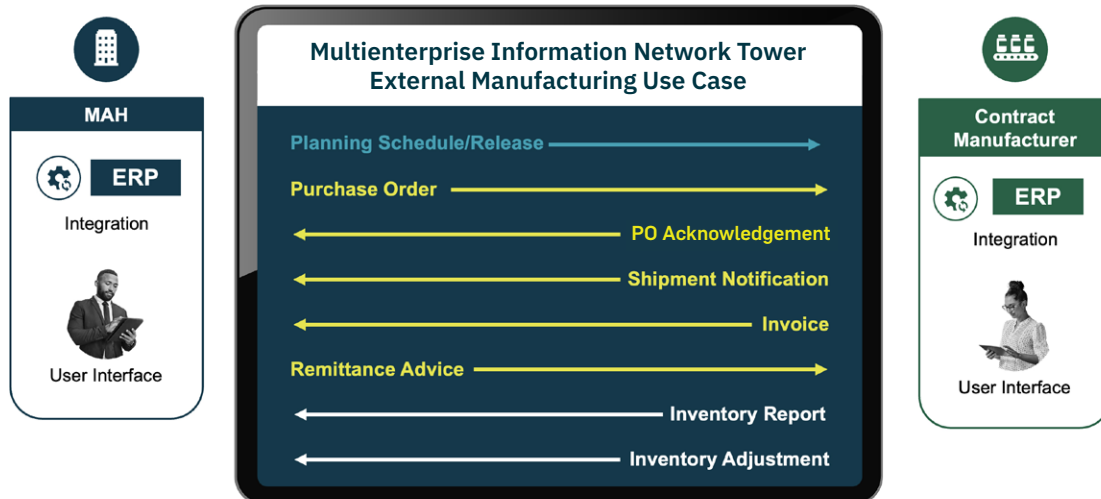 Multienterprise Information Network Tower
External Manufacturing Use Case
MAH
ERP
Integration
User Interface
Planning Schedule/Release
Purchase Order
PO Acknowledgement
Shipment Notification
Invoice
Remittance Advice
Inventory Report
Inventory Adjustment
Contract
Manufacturer
ERP
Integration
User Interface